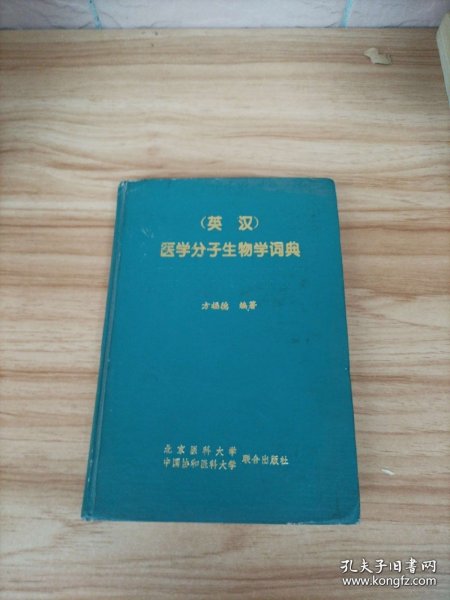 （英 汉）
医学分子生物学词典
方福德 编著
北京医科大学
中国协和医科大学 联合出版社
孔夫子旧书网
www.kongfz.com